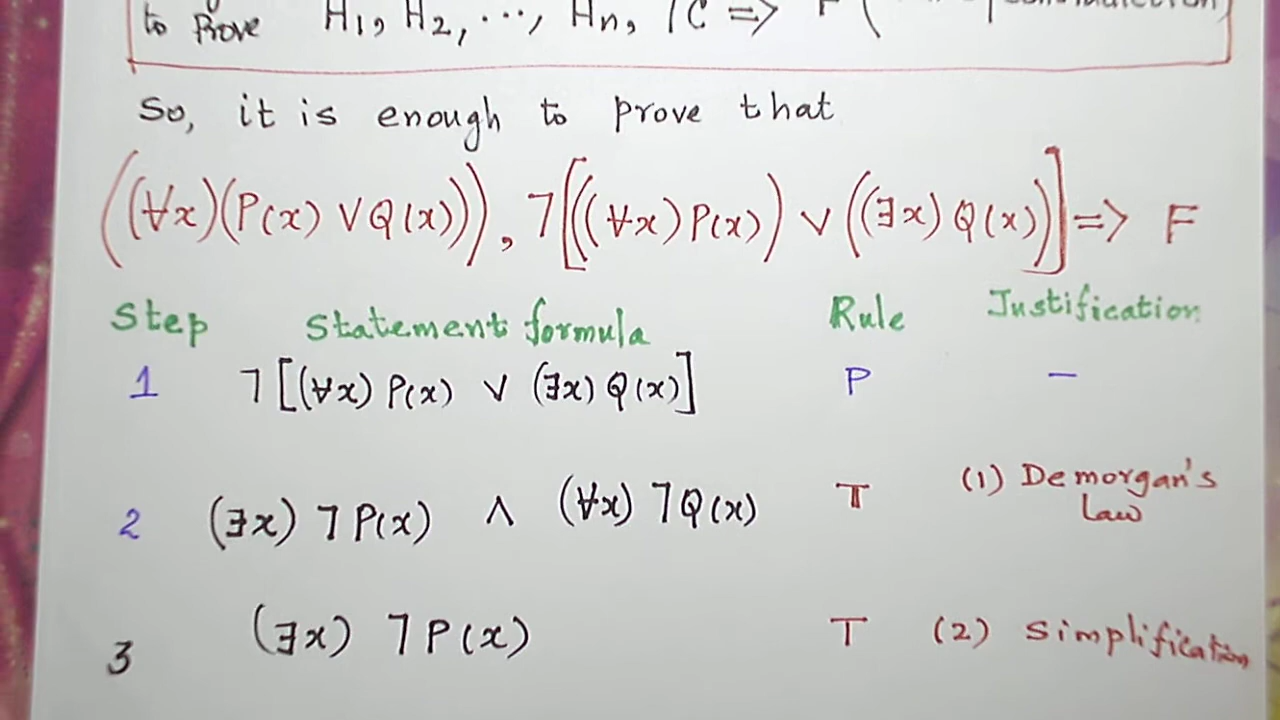 to Prove H1, H2, ..., Hn, ⅂C => F (
So, it is enough to prove that
((∀x)(P(x) ∨ Q(x))), ⅂[((∀x) P(x)) ∨ ((∃x) Q(x))] => F
Step Statement formula Rule Justification
1 ⅂[(∀x) P(x) ∨ (∃x) Q(x)] P –
2 (∃x) ⅂P(x) ∧ (∀x) ⅂Q(x) T (1) Demorgan's Law
3 (∃x) ⅂P(x) T (2) Simplification